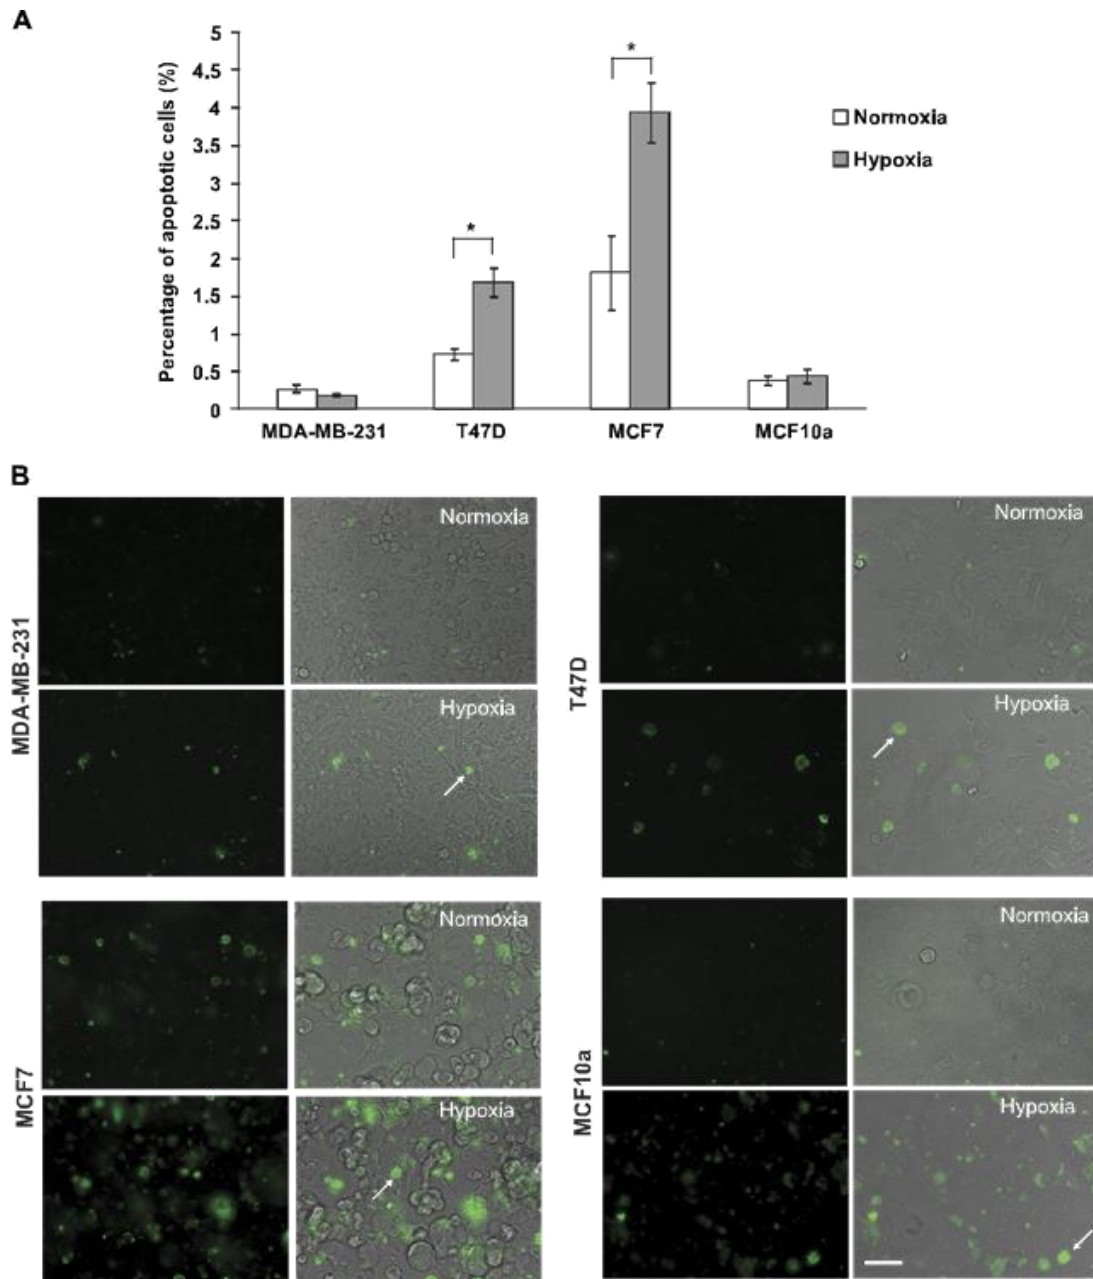 A
Percentage of apoptotic cells (%)
5
4.5
4
3.5
3
2.5
2
1.5
1
0.5
0
*
*
Normoxia
Hypoxia
MDA-MB-231 T47D MCF7 MCF10a
B
MDA-MB-231
Normoxia
Hypoxia
T47D
Normoxia
Hypoxia
MCF7
Normoxia
Hypoxia
MCF10a
Normoxia
Hypoxia